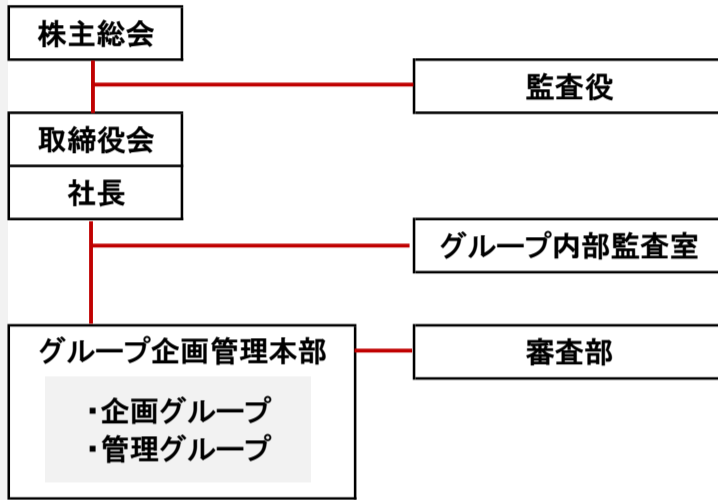 株主総会
監査役
取締役会
社長
グループ内部監査室
グループ企画管理本部
審査部
・企画グループ
・管理グループ